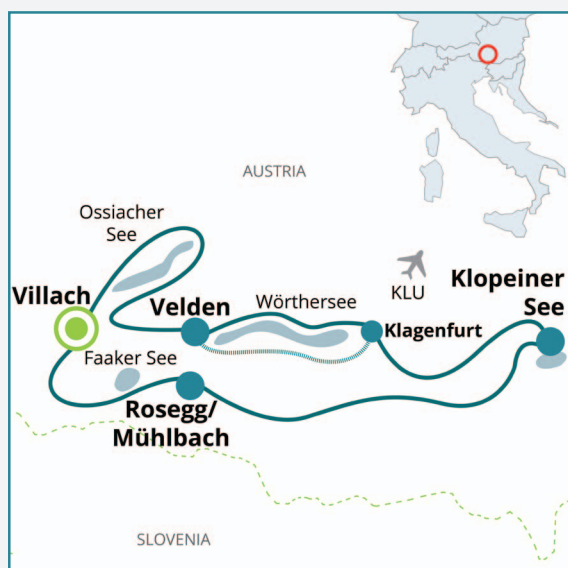 AUSTRIA
Ossiacher
See
Villach
Velden
Wörthersee
KLU
Klopeiner
See
Klagenfurt
Faaker See
Rosegg/
Mühlbach
SLOVENIA